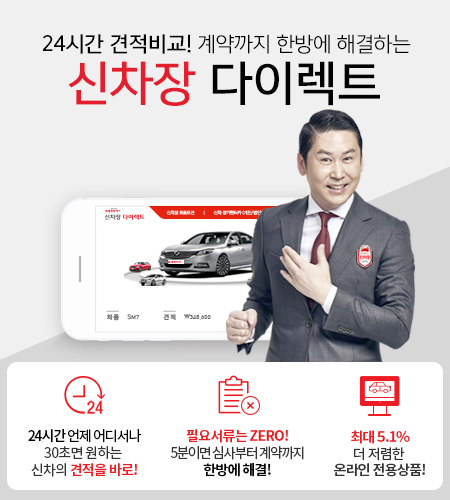 24시간 견적비교! 계약까지 한방에 해결하는
신차장 다이렉트
신차장 다이렉트
차종 SM7 견적 ₩348,600
24시간 언제 어디서나
30초면 원하는
신차의 견적을 바로!
필요서류는 ZERO!
5분이면 심사부터 계약까지
한방에 해결!
최대 5.1%
더 저렴한
온라인 전용상품!
24